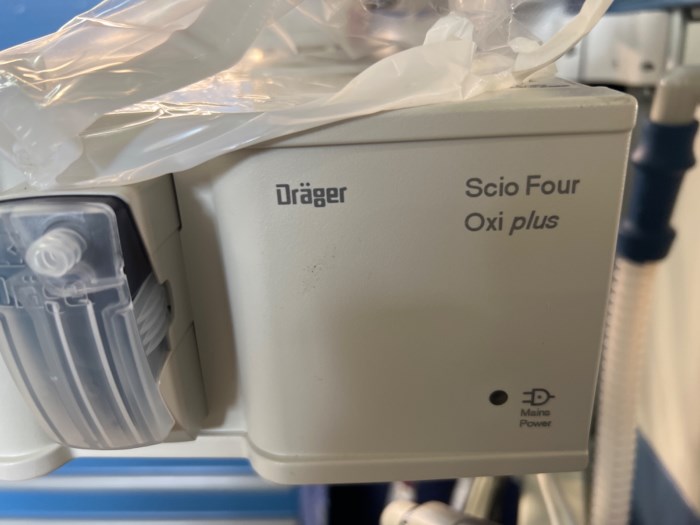 Dräger
Scio Four
Oxi plus
Mains
Power